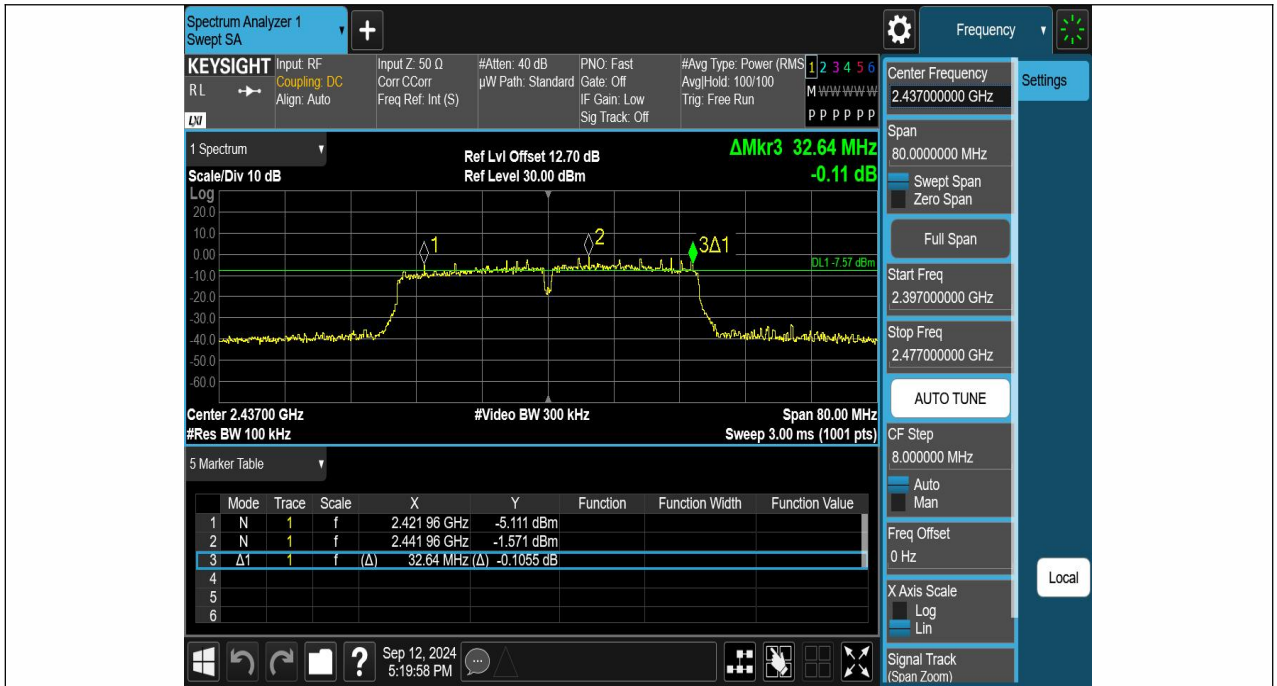 Spectrum Analyzer 1
Swept SA
+
Frequency
KEYSIGHT
RL
LXI
Input: RF
Coupling: DC
Align: Auto
Input Z: 50 Ω
Corr CCorr
Freq Ref: Int (S)
#Atten: 40 dB
µW Path: Standard
PNO: Fast
Gate: Off
IF Gain: Low
Sig Track: Off
#Avg Type: Power (RMS
Avg|Hold: 100/100
Trig: Free Run
1 2 3 4 5 6
M W W W W W
P P P P P P
1 Spectrum
Scale/Div 10 dB
Ref Lvl Offset 12.70 dB
Ref Level 30.00 dBm
ΔMkr3 32.64 MHz
-0.11 dB
Log
20.0
10.0
0.00
-10.0
-20.0
-30.0
-40.0
-50.0
-60.0
1
2
3Δ1
DL1 -7.57 dBm
Center 2.43700 GHz
#Video BW 300 kHz
Span 80.00 MHz
#Res BW 100 kHz
Sweep 3.00 ms (1001 pts)
5 Marker Table
Mode Trace Scale X Y Function Function Width Function Value
1 N 1 f 2.421 96 GHz -5.111 dBm
2 N 1 f 2.441 96 GHz -1.571 dBm
3 Δ1 1 f (Δ) 32.64 MHz (Δ) -0.1055 dB
4
5
6
?
Sep 12, 2024
5:19:58 PM
Center Frequency
2.437000000 GHz
Span
80.0000000 MHz
Swept Span
Zero Span
Full Span
Start Freq
2.397000000 GHz
Stop Freq
2.477000000 GHz
AUTO TUNE
CF Step
8.000000 MHz
Auto
Man
Freq Offset
0 Hz
X Axis Scale
Log
Lin
Signal Track
(Span Zoom)
Settings
Local